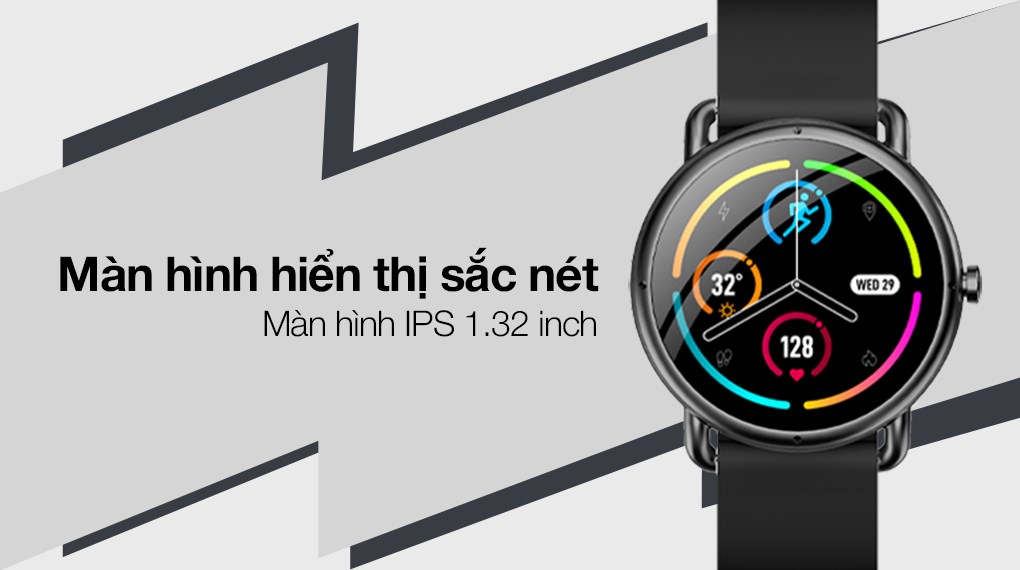 Màn hình hiển thị sắc nét
Màn hình IPS 1.32 inch
32°
WED 29
128